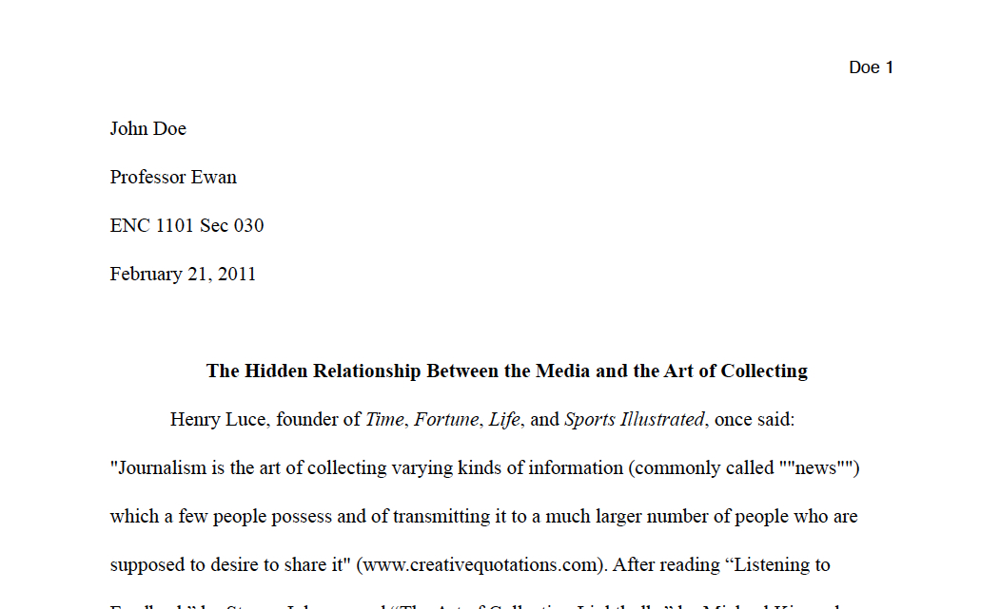 Doe 1
John Doe
Professor Ewan
ENC 1101 Sec 030
February 21, 2011
The Hidden Relationship Between the Media and the Art of Collecting
Henry Luce, founder of Time, Fortune, Life, and Sports Illustrated, once said:
"Journalism is the art of collecting varying kinds of information (commonly called ""news"")
which a few people possess and of transmitting it to a much larger number of people who are
supposed to desire to share it" (www.creativequotations.com). After reading “Listening to